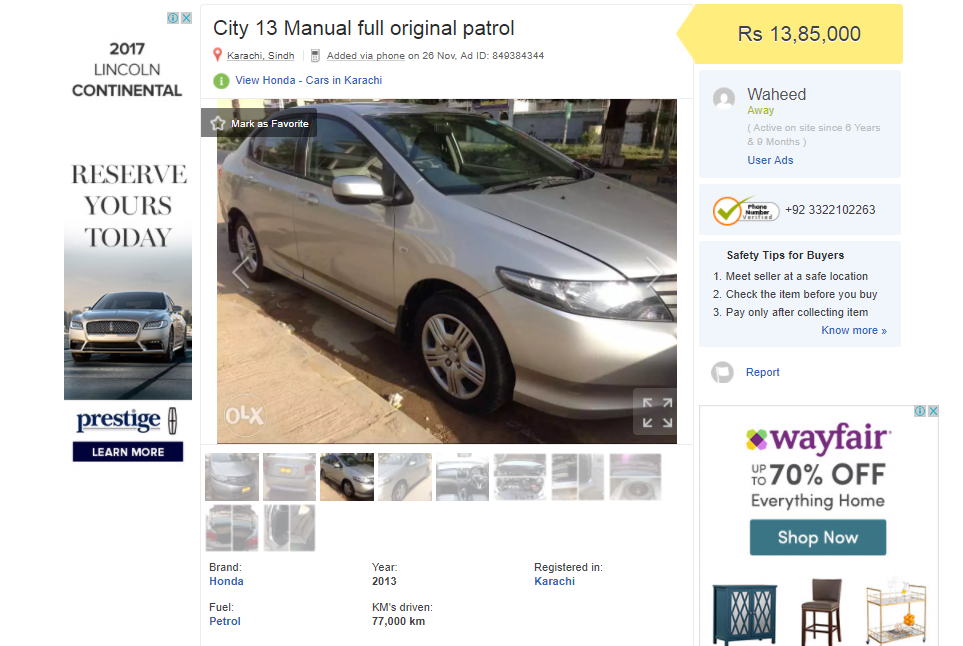 2017
LINCOLN
CONTINENTAL
RESERVE
YOURS
TODAY
prestige
LEARN MORE
City 13 Manual full original patrol
Karachi, Sindh
Added via phone on 26 Nov, Ad ID: 849384344
View Honda - Cars in Karachi
Mark as Favorite
OLX
Brand:
Honda
Year:
2013
Registered in:
Karachi
Fuel:
Petrol
KM's driven:
77,000 km
Rs 13,85,000
Waheed
Away
( Active on site since 6 Years
& 9 Months )
User Ads
Phone
Number
Verified
+92 3322102263
Safety Tips for Buyers
1. Meet seller at a safe location
2. Check the item before you buy
3. Pay only after collecting item
Know more »
Report
wayfair
UP TO 70% OFF
Everything Home
Shop Now